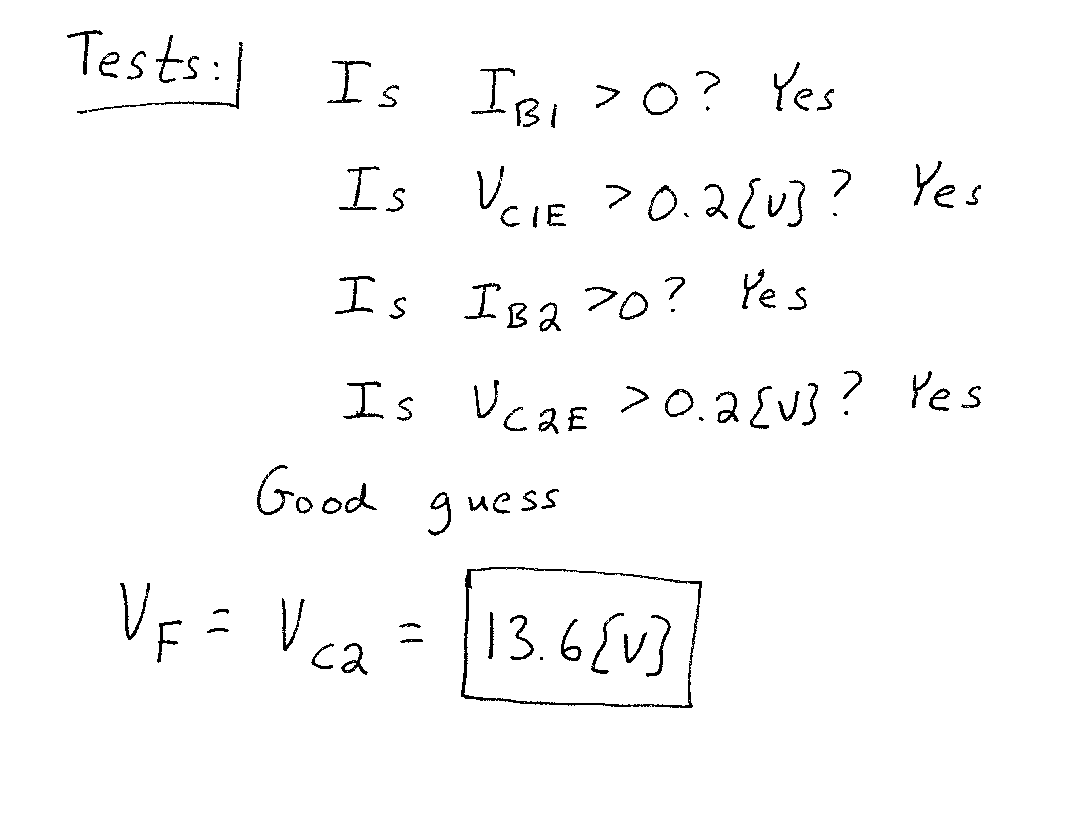 Tests: Is I_B1 > 0? Yes
Is V_C1E > 0.2{V}? Yes
Is I_B2 > 0? Yes
Is V_C2E > 0.2{V}? Yes
Good guess
V_F = V_C2 = 13.6{V}